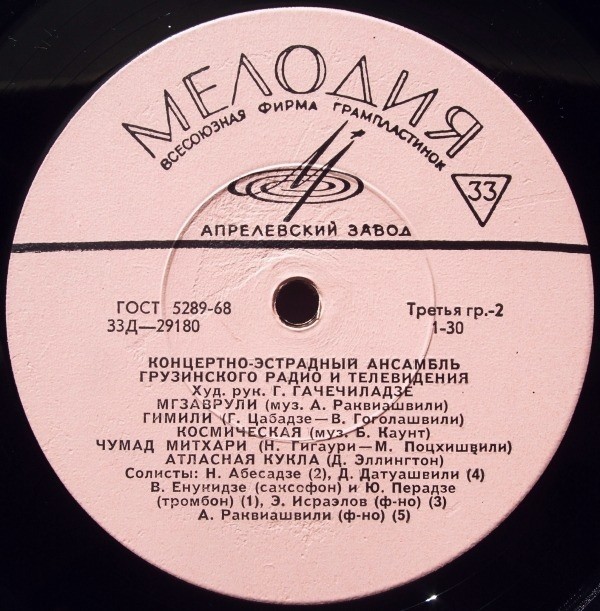 МЕЛОДИЯ
ВСЕСОЮЗНАЯ ФИРМА ГРАМПЛАСТИНОК
33
АПРЕЛЕВСКИЙ ЗАВОД
ГОСТ 5289-68 Третья гр.-2
33Д—29180 1-30
КОНЦЕРТНО-ЭСТРАДНЫЙ АНСАМБЛЬ
ГРУЗИНСКОГО РАДИО И ТЕЛЕВИДЕНИЯ
Худ. рук. Г. ГАЧЕЧИЛАДЗЕ
МГЗАВРУЛИ (муз. А. Раквиашвили)
ГИМИЛИ (Г. Цабадзе—В. Гоголашвили)
КОСМИЧЕСКАЯ (муз. Б. Каунт)
ЧУМАД МИТХАРИ (Н. Гигаури—М. Поцхишвили)
АТЛАСНАЯ КУКЛА (Д. Эллингтон)
Солисты: Н. Абесадзе (2), Д. Датуашвили (4)
В. Енукидзе (саксофон) и Ю. Перадзе
(тромбон) (1), Э. Исраэлов (ф-но) (3)
А. Раквиашвили (ф-но) (5)